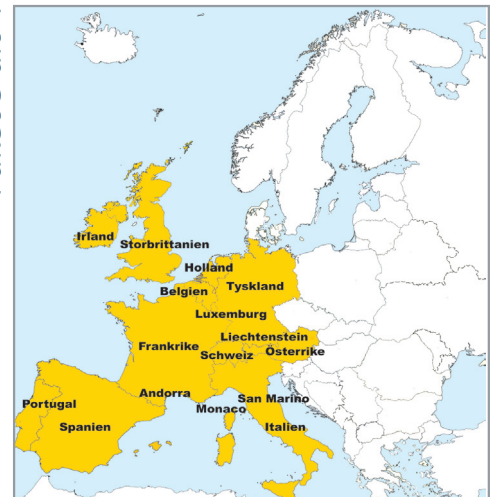 Irland
Storbrittanien
Holland
Belgien
Tyskland
Luxemburg
Liechtenstein
Frankrike
Schweiz
Österrike
Andorra
San Marino
Monaco
Portugal
Spanien
Italien